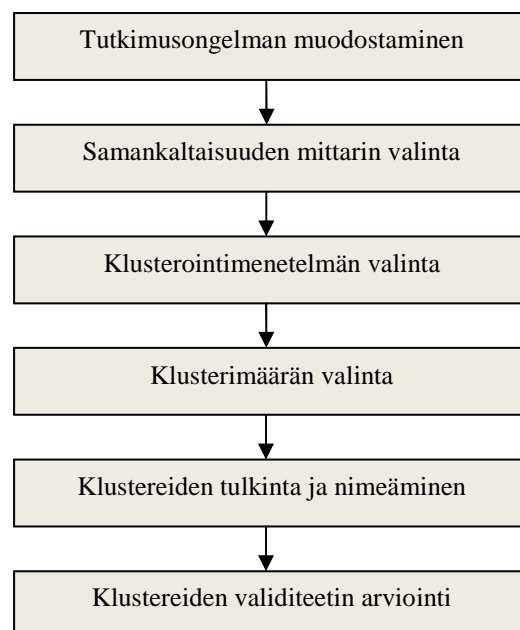 Tutkimusongelman muodostaminen
Samankaltaisuuden mittarin valinta
Klusterointimenetelmän valinta
Klusterimäärän valinta
Klustereiden tulkinta ja nimeäminen
Klustereiden validiteetin arviointi